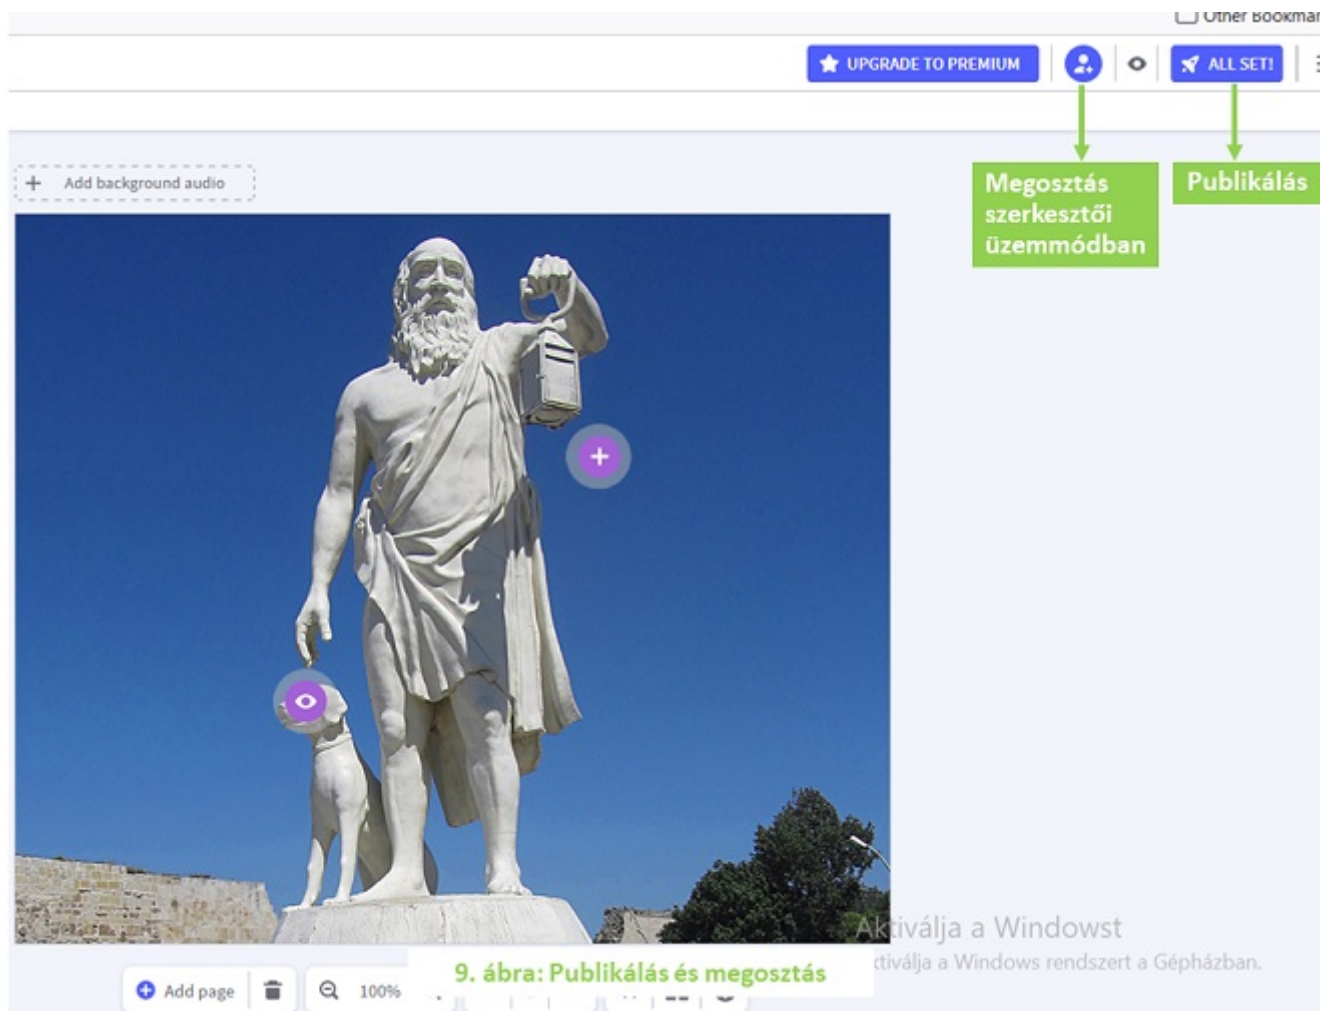 Other Bookmar
UPGRADE TO PREMIUM
ALL SET!
+ Add background audio
Megosztás
szerkesztői
üzemmódban
Publikálás
Aktiválja a Windowst
ktiválja a Windows rendszert a Gépházban.
9. ábra: Publikálás és megosztás
Add page
100%